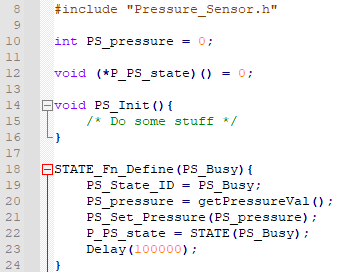 8 #include "Pressure_Sensor.h"
9
10 int PS_pressure = 0;
11
12 void (*P_PS_state)() = 0;
13
14 void PS_Init(){
15     /* Do some stuff */
16 }
17
18 STATE_Fn_Define(PS_Busy){
19     PS_State_ID = PS_Busy;
20     PS_pressure = getPressureVal();
21     PS_Set_Pressure(PS_pressure);
22     P_PS_state = STATE(PS_Busy);
23     Delay(100000);
24 }